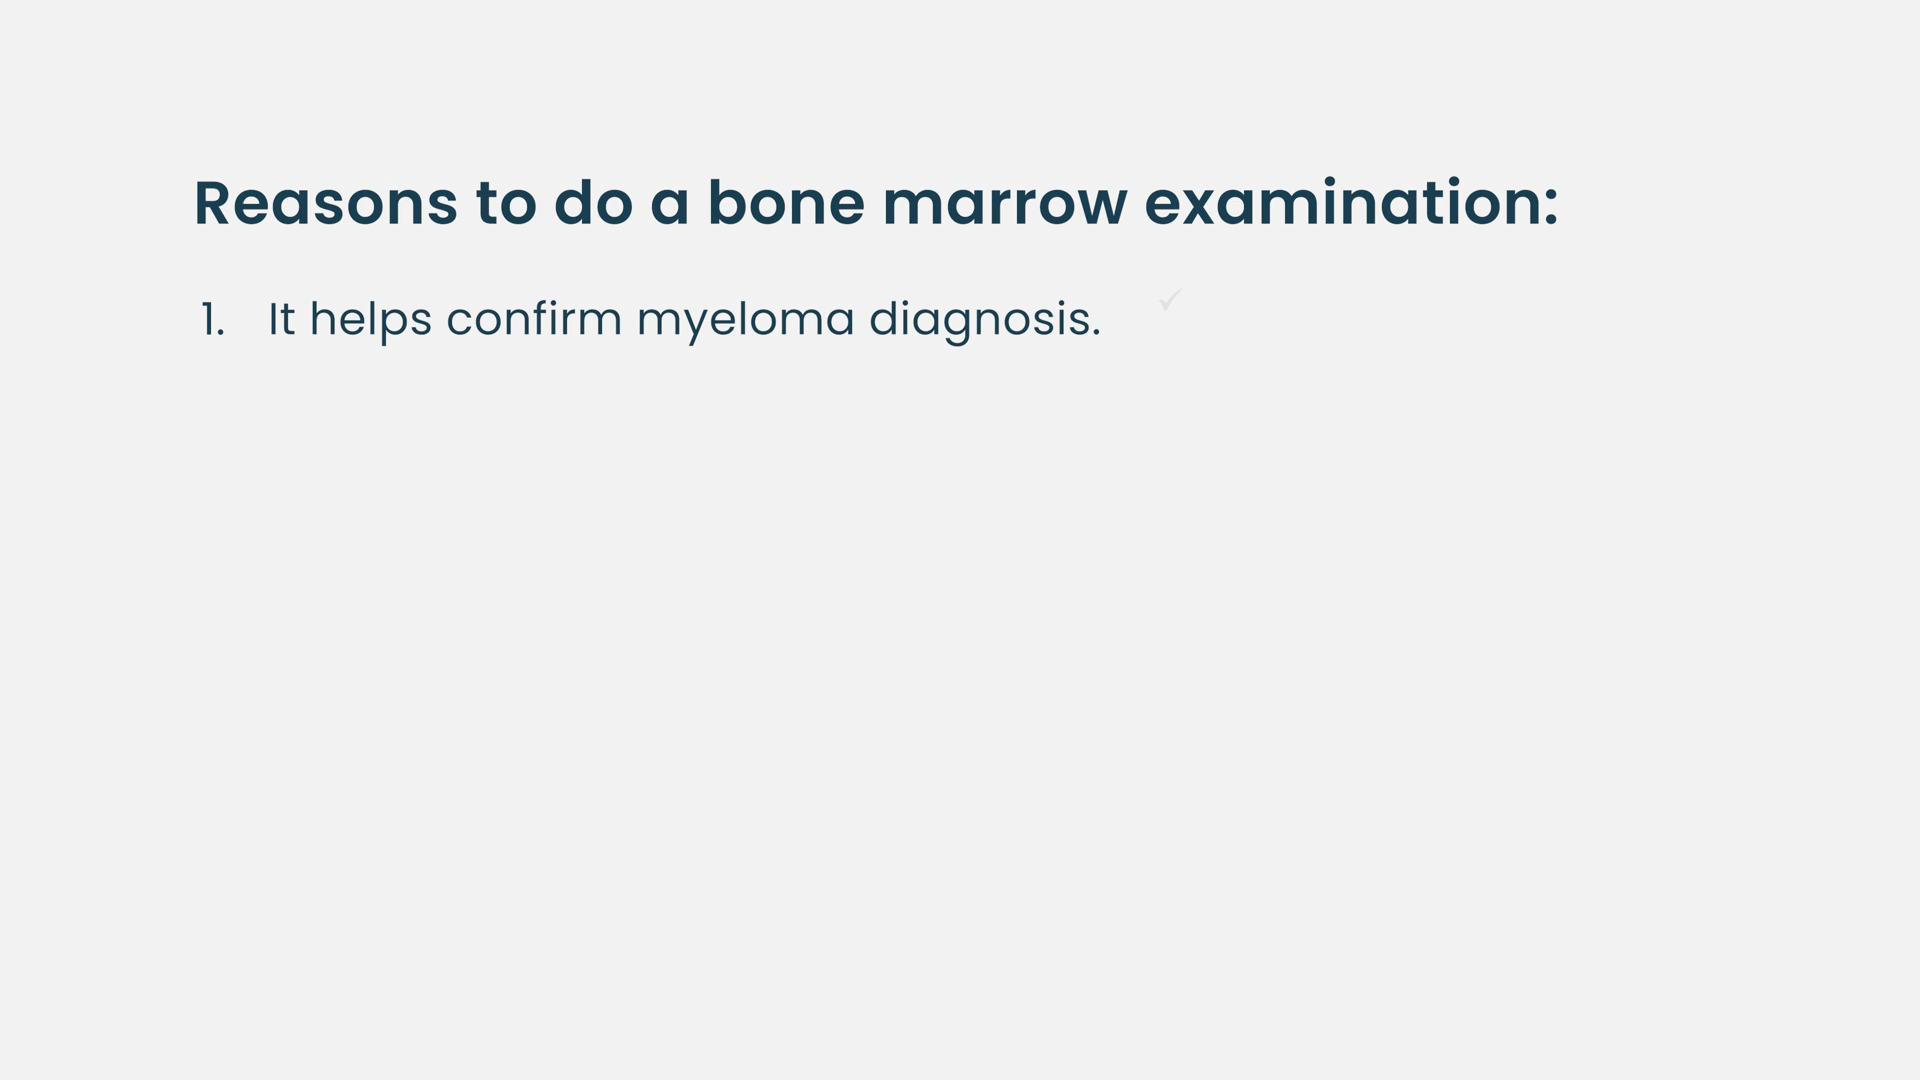 Reasons to do a bone marrow examination:
1. It helps confirm myeloma diagnosis.